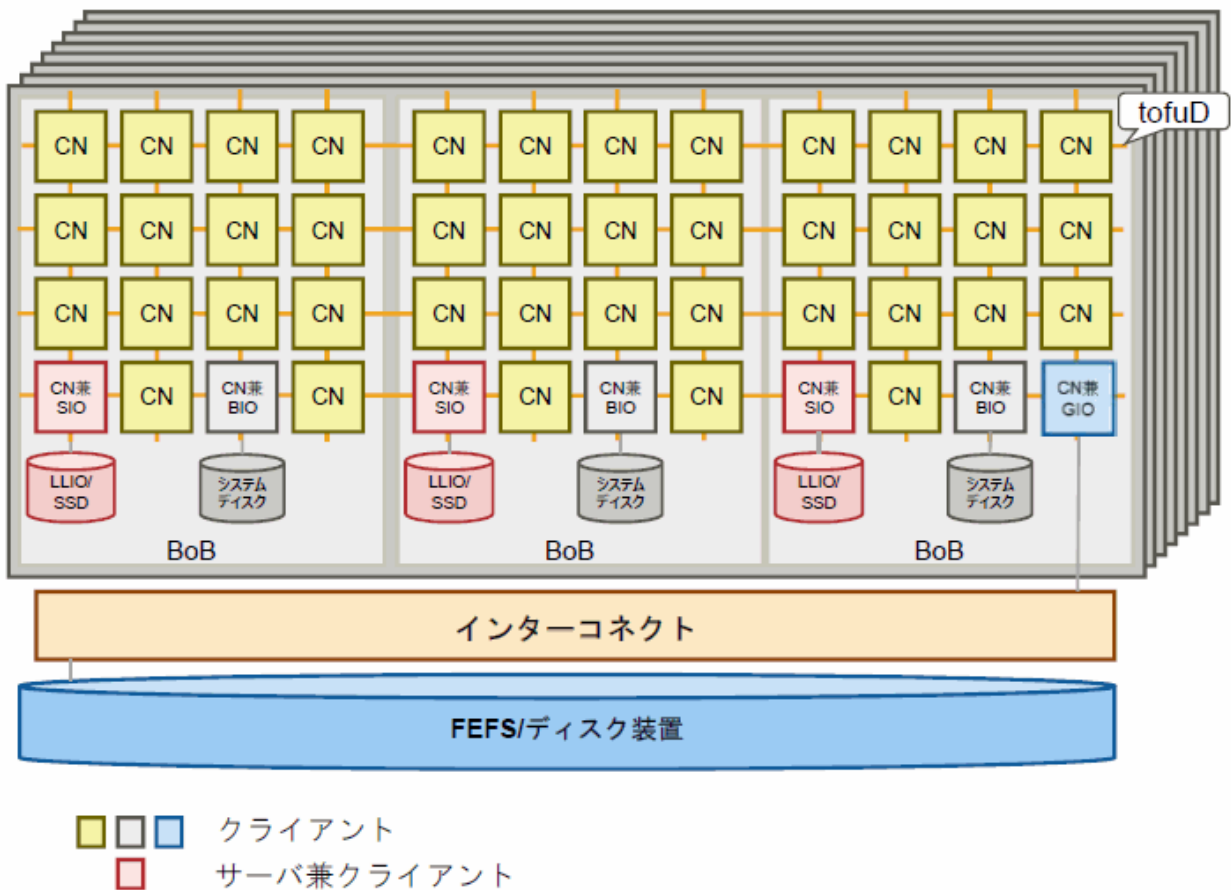 tofuD
CN CN CN CN CN CN CN CN CN CN CN CN
CN CN CN CN CN CN CN CN CN CN CN CN
CN CN CN CN CN CN CN CN CN CN CN CN
CN兼 CN兼 CN兼 CN兼 CN兼 CN兼 CN兼
SIO CN BIO CN SIO CN BIO CN SIO CN BIO GIO
LLIO/ システム LLIO/ システム LLIO/ システム
SSD ディスク SSD ディスク SSD ディスク
BoB BoB BoB
インターコネクト
FEFS/ディスク装置
クライアント
サーバ兼クライアント